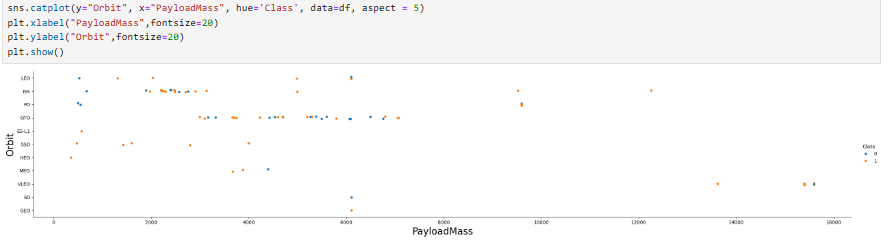 sns.catplot(y="Orbit", x="PayloadMass", hue='Class', data=df, aspect = 5)
plt.xlabel("PayloadMass",fontsize=20)
plt.ylabel("Orbit",fontsize=20)
plt.show()
LEO
ISS
PO
GTO
ES-L1
SSO
HEO
MEO
VLEO
SO
GEO
Orbit
0 2000 4000 6000 8000 10000 12000 14000 16000
PayloadMass
Class
0
1